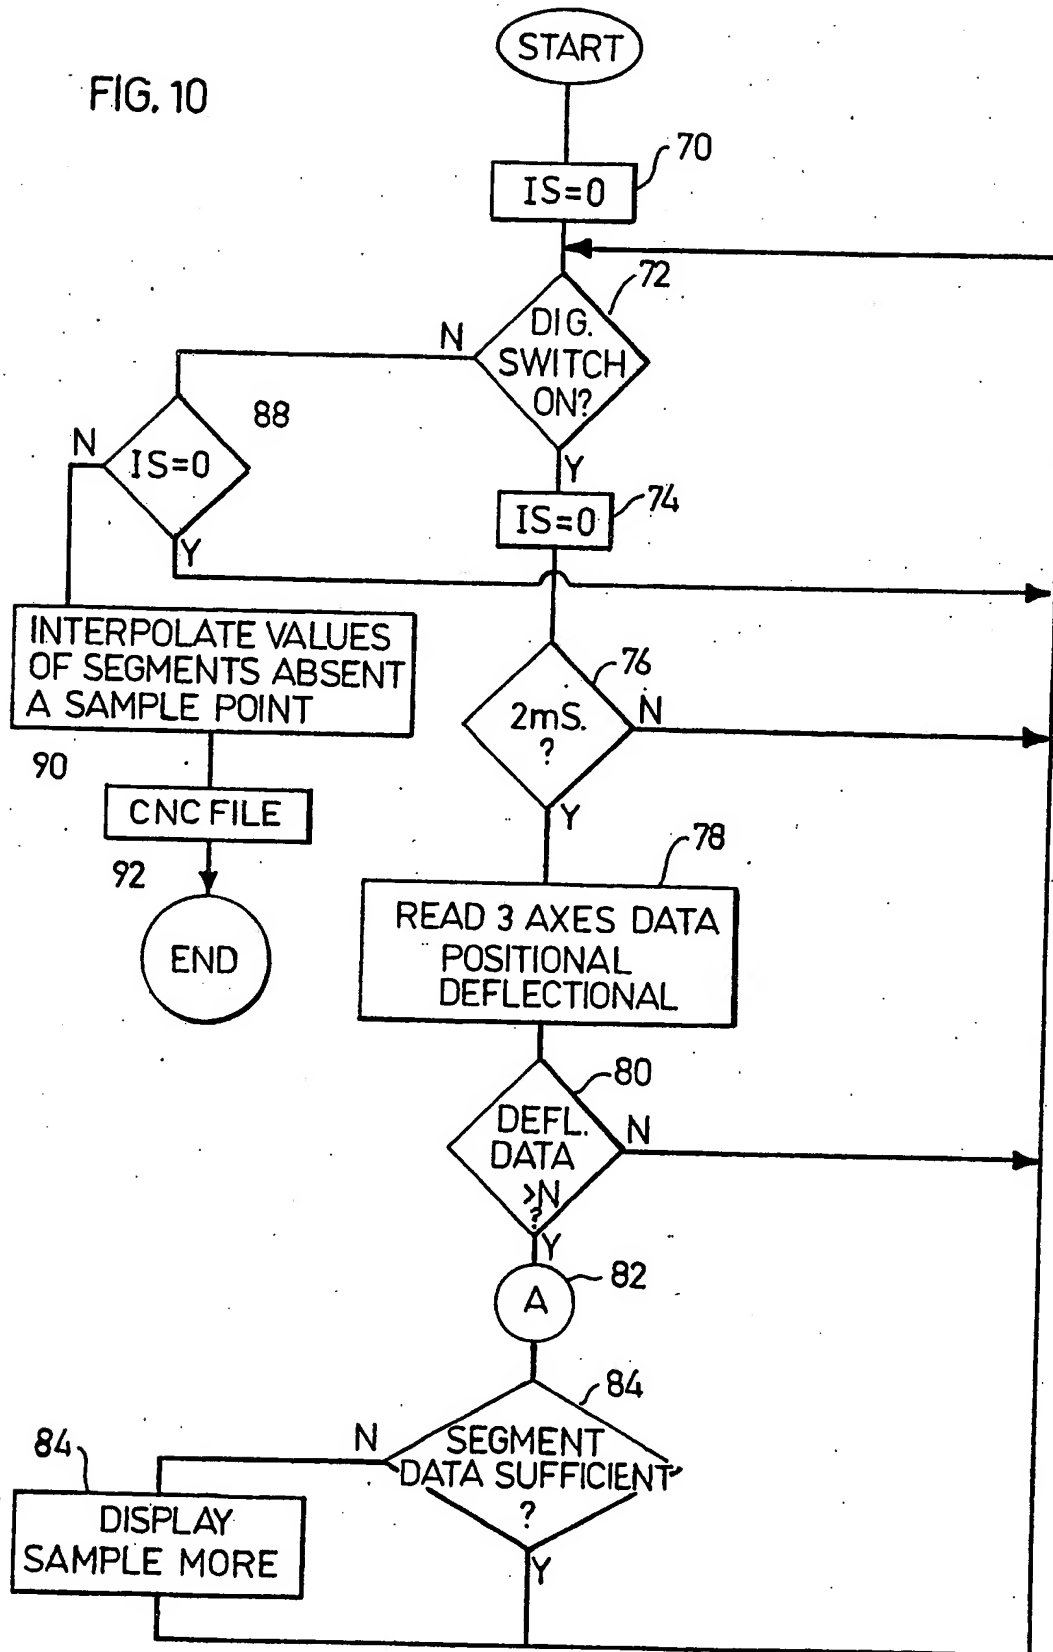 START
FIG. 10
70
IS=0
72
DIG.
SWITCH
ON?
N
Y
88
IS=0
N
Y
74
IS=0
INTERPOLATE VALUES
OF SEGMENTS ABSENT
A SAMPLE POINT
90
76
2mS.
?
N
Y
CNC FILE
92
END
78
READ 3 AXES DATA
POSITIONAL
DEFLECTIONAL
80
DEFL.
DATA
>N
?
N
Y
A
82
84
SEGMENT
DATA SUFFICIENT
?
N
Y
84
DISPLAY
SAMPLE MORE